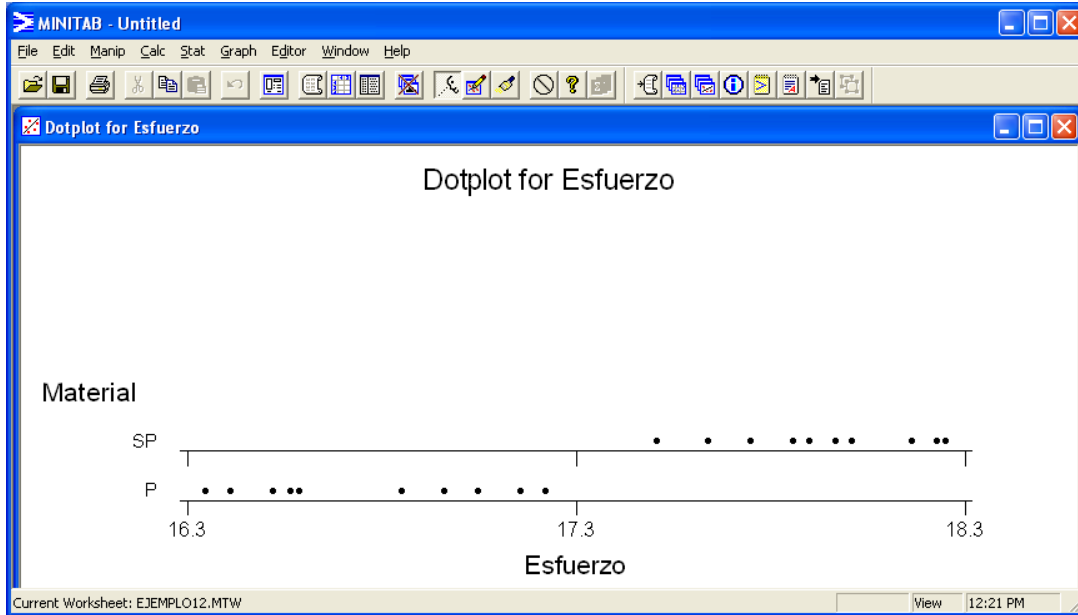 MINITAB - Untitled
File Edit Manip Calc Stat Graph Editor Window Help
Dotplot for Esfuerzo
Dotplot for Esfuerzo
Material
SP
P
16.3 17.3 18.3
Esfuerzo
Current Worksheet: EJEMPLO12.MTW View 12:21 PM